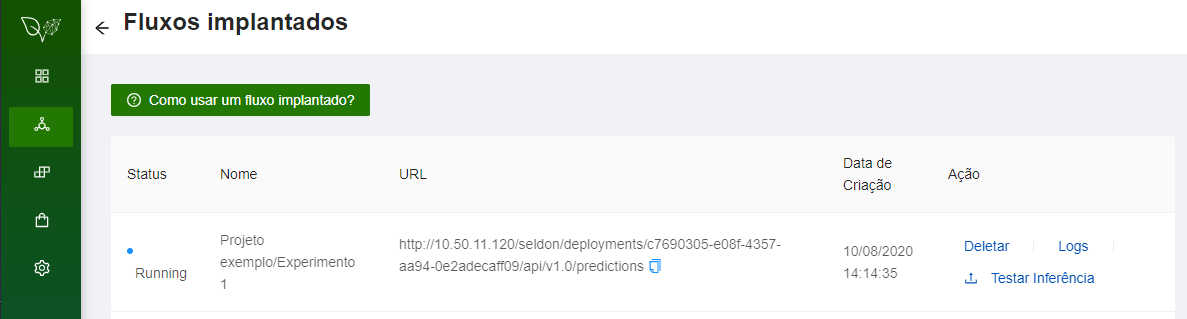 Fluxos implantados
Como usar um fluxo implantado?
Status
Nome
URL
Data de
Criação
Ação
Running
Projeto
exemplo/Experimento
1
http://10.50.11.120/seldon/deployments/c7690305-e08f-4357-
aa94-0e2adecaff09/api/v1.0/predictions
10/08/2020
14:14:35
Deletar
Logs
Testar Inferência